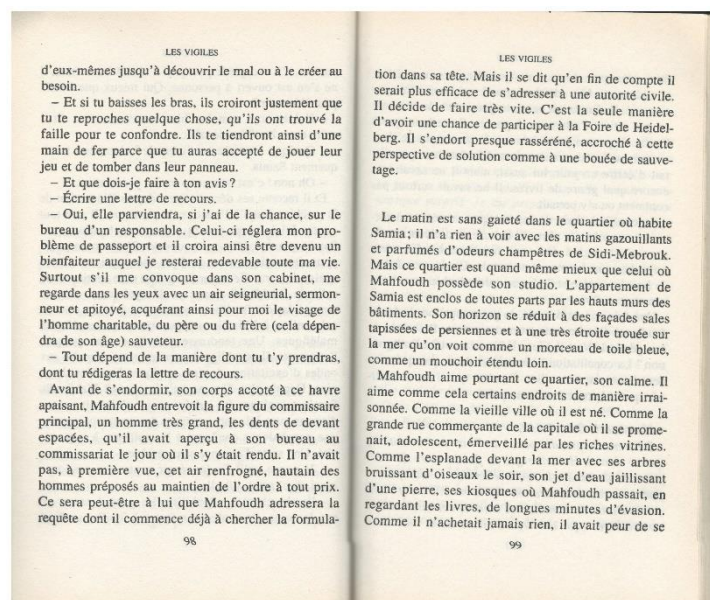 LES VIGILES
d'eux-mêmes jusqu'à découvrir le mal ou à le créer au
besoin.
– Et si tu baisses les bras, ils croiront justement que
tu te reproches quelque chose, qu'ils ont trouvé la
faille pour te confondre. Ils te tiendront ainsi d'une
main de fer parce que tu auras accepté de jouer leur
jeu et de tomber dans leur panneau.
– Et que dois-je faire à ton avis ?
– Écrire une lettre de recours.
– Oui, elle parviendra, si j'ai de la chance, sur le
bureau d'un responsable. Celui-ci réglera mon pro-
blème de passeport et il croira ainsi être devenu un
bienfaiteur auquel je resterai redevable toute ma vie.
Surtout s'il me convoque dans son cabinet, me
regarde dans les yeux avec un air seigneurial, sermon-
neur et apitoyé, acquérant ainsi pour moi le visage de
l'homme charitable, du père ou du frère (cela dépen-
dra de son âge) sauveteur.
– Tout dépend de la manière dont tu t'y prendras,
dont tu rédigeras la lettre de recours.
Avant de s'endormir, son corps accoté à ce havre
apaisant, Mahfoudh entrevoit la figure du commissaire
principal, un homme très grand, les dents de devant
espacées, qu'il avait aperçu à son bureau au
commissariat le jour où il s'y était rendu. Il n'avait
pas, à première vue, cet air renfrogné, hautain des
hommes préposés au maintien de l'ordre à tout prix.
Ce sera peut-être à lui que Mahfoudh adressera la
requête dont il commence déjà à chercher la formula-
98
LES VIGILES
tion dans sa tête. Mais il se dit qu'en fin de compte il
serait plus efficace de s'adresser à une autorité civile.
Il décide de faire très vite. C'est la seule manière
d'avoir une chance de participer à la Foire de Heidel-
berg. Il s'endort presque rasséréné, accroché à cette
perspective de solution comme à une bouée de sauve-
tage.
Le matin est sans gaieté dans le quartier où habite
Samia ; il n'a rien à voir avec les matins gazouillants
et parfumés d'odeurs champêtres de Sidi-Mebrouk.
Mais ce quartier est quand même mieux que celui où
Mahfoudh possède son studio. L'appartement de
Samia est enclos de toutes parts par les hauts murs des
bâtiments. Son horizon se réduit à des façades sales
tapissées de persiennes et à une très étroite trouée sur
la mer qu'on voit comme un morceau de toile bleue,
comme un mouchoir étendu loin.
Mahfoudh aime pourtant ce quartier, son calme. Il
aime comme cela certains endroits de manière irrai-
sonnée. Comme la vieille ville où il est né. Comme la
grande rue commerçante de la capitale où il se prome-
nait, adolescent, émerveillé par les riches vitrines.
Comme l'esplanade devant la mer avec ses arbres
bruissant d'oiseaux le soir, son jet d'eau jaillissant
d'une pierre, ses kiosques où Mahfoudh passait, en
regardant les livres, de longues minutes d'évasion.
Comme il n'achetait jamais rien, il avait peur de se
99